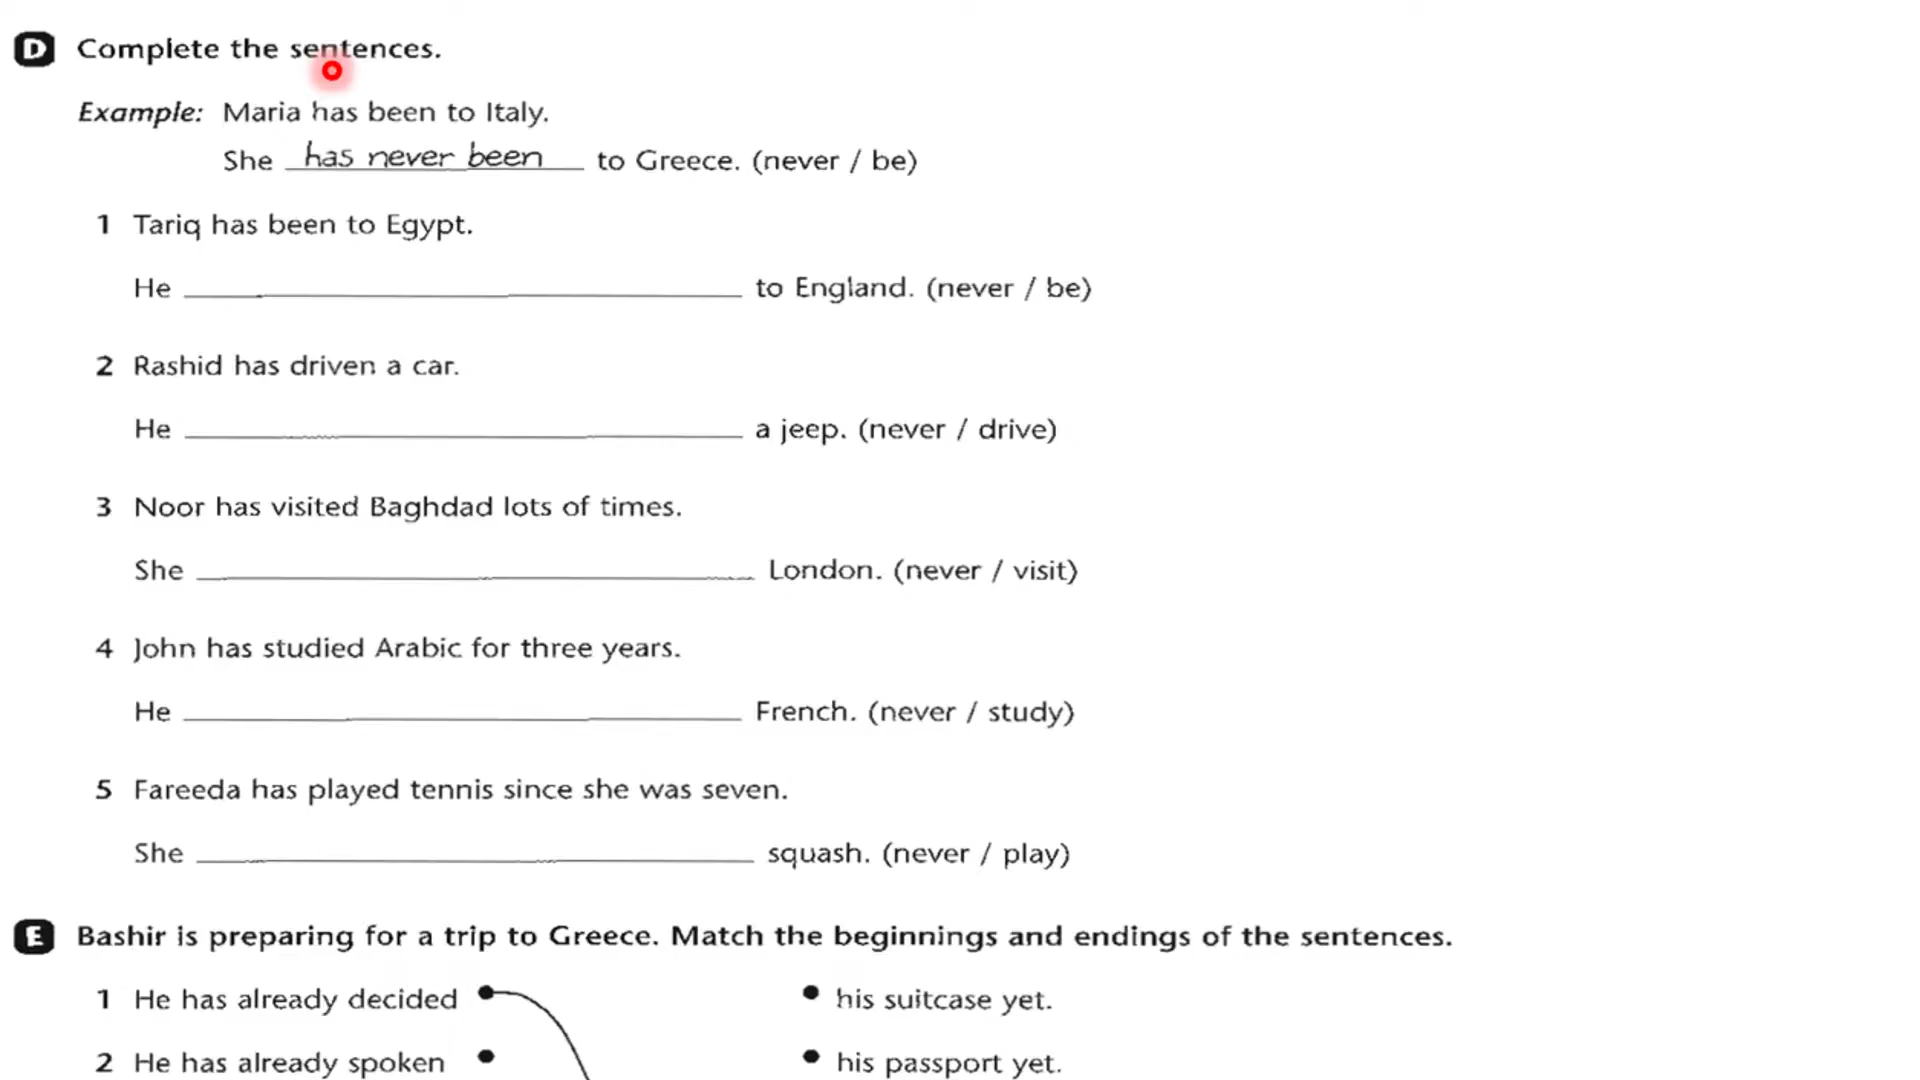 D Complete the sentences.
Example: Maria has been to Italy.
She has never been to Greece. (never / be)
1 Tariq has been to Egypt.
He ______ to England. (never / be)
2 Rashid has driven a car.
He ______ a jeep. (never / drive)
3 Noor has visited Baghdad lots of times.
She ______ London. (never / visit)
4 John has studied Arabic for three years.
He ______ French. (never / study)
5 Fareeda has played tennis since she was seven.
She ______ squash. (never / play)
E Bashir is preparing for a trip to Greece. Match the beginnings and endings of the sentences.
1 He has already decided • • his suitcase yet.
2 He has already spoken • • his passport yet.